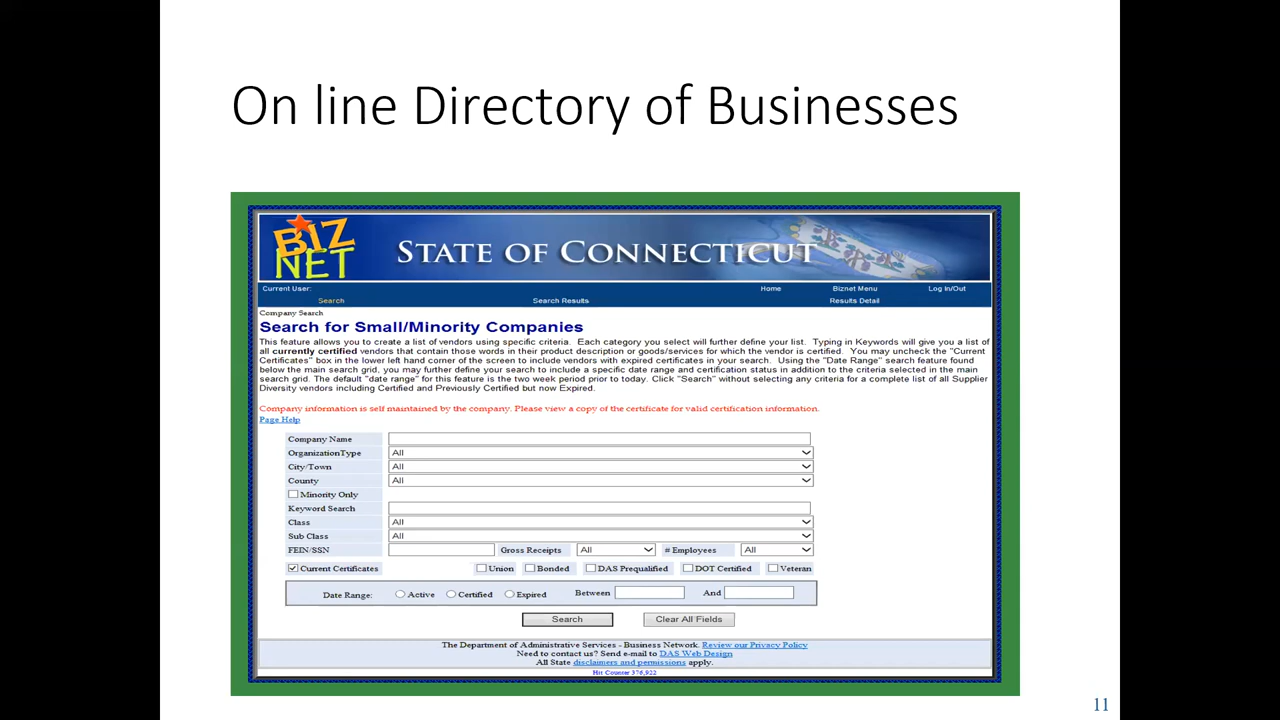 On line Directory of Businesses
BIZ
NET
STATE OF CONNECTICUT
Current User:
Home
Biznet Menu
Log In/Out
Search
Search Results
Results Detail
Company Search
Search for Small/Minority Companies
This feature allows you to create a list of vendors using specific criteria. Each category you select will further define your list. Typing in Keywords will give you a list of
all currently certified vendors that contain those words in their product description or goods/services for which the vendor is certified. You may uncheck the "Current
Certificates" box in the lower left hand corner of the screen to include vendors with expired certificates in your search. Using the "Date Range" search feature found
below the main search grid, you may further define your search to include a specific date range and certification status in addition to the criteria selected in the main
search grid. The default "date range" for this feature is the two week period prior to today. Click "Search" without selecting any criteria for a complete list of all Supplier
Diversity vendors including Certified and Previously Certified but now Expired.
Company information is self maintained by the company. Please view a copy of the certificate for valid certification information.
Page Help
Company Name
OrganizationType All
City/Town All
County All
Minority Only
Keyword Search
Class All
Sub Class All
FEIN/SSN Gross Receipts All # Employees All
Current Certificates Union Bonded DAS Prequalified DOT Certified Veteran
Date Range: Active Certified Expired Between And
Search Clear All Fields
The Department of Administrative Services - Business Network. Review our Privacy Policy
Need to contact us? Send e-mail to DAS Web Design
All State disclaimers and permissions apply.
Hit Counter 376,922
11